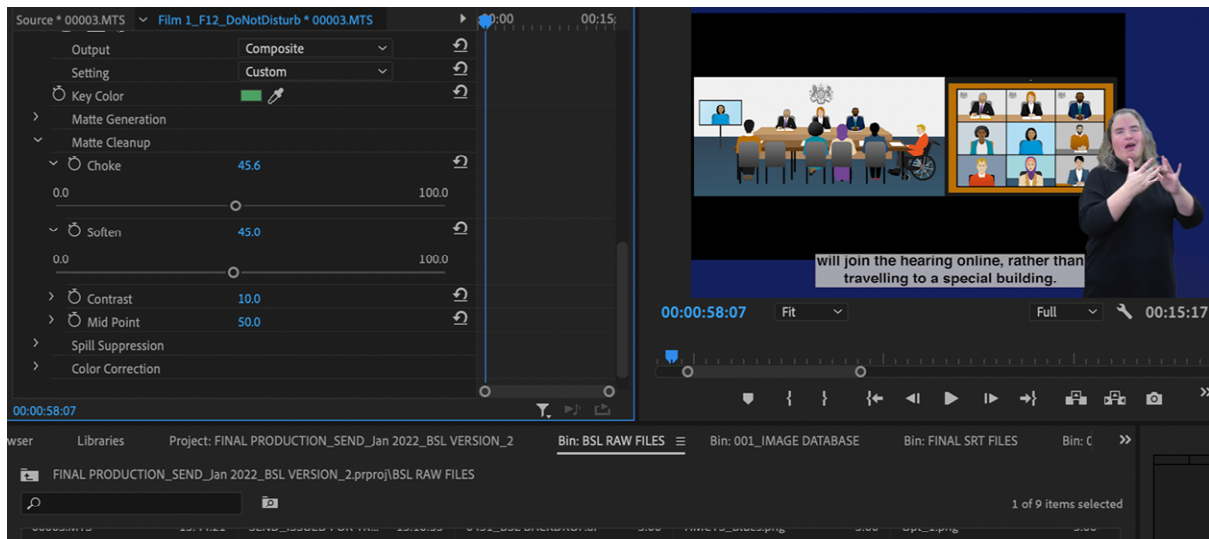 Source * 00003.MTS
Film 1_F12_DoNotDisturb * 00003.MTS
:00:00
00:15:
Output
Composite
Setting
Custom
Key Color
Matte Generation
Matte Cleanup
Choke
45.6
0.0
100.0
Soften
45.0
0.0
100.0
Contrast
10.0
Mid Point
50.0
Spill Suppression
Color Correction
00:00:58:07
will join the hearing online, rather than
travelling to a special building.
00:00:58:07
Fit
Full
00:15:17
wser
Libraries
Project: FINAL PRODUCTION_SEND_Jan 2022_BSL VERSION_2
Bin: BSL RAW FILES
Bin: 001_IMAGE DATABASE
Bin: FINAL SRT FILES
Bin:
FINAL PRODUCTION_SEND_Jan 2022_BSL VERSION_2.prproj\BSL RAW FILES
1 of 9 items selected
00003.MTS